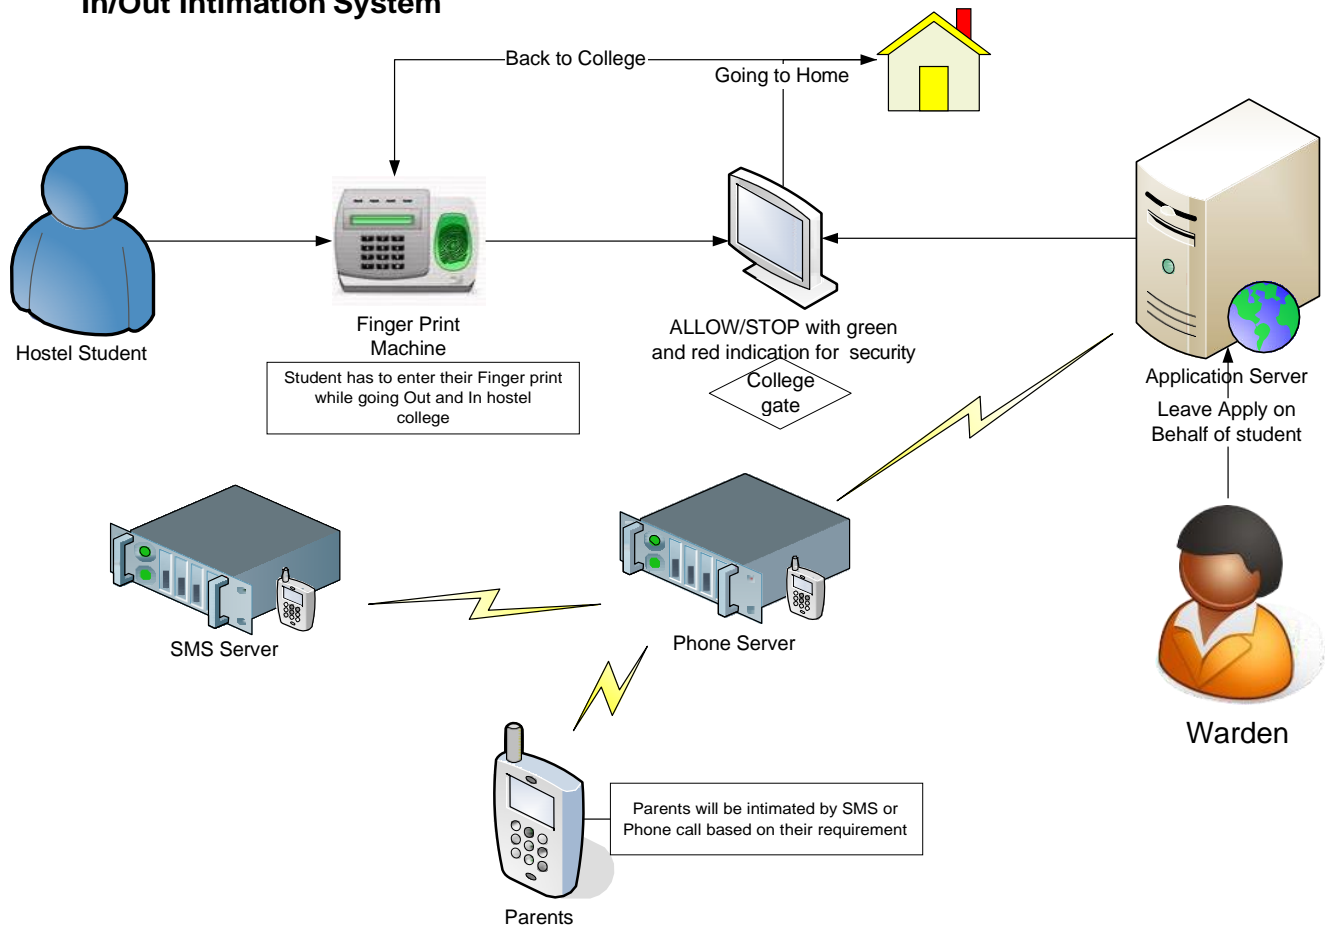 In/Out Intimation System
Back to College
Going to Home
Hostel Student
Finger Print
Machine
Student has to enter their Finger print
while going Out and In hostel
college
ALLOW/STOP with green
and red indication for security
College
gate
Application Server
Leave Apply on
Behalf of student
SMS Server
Phone Server
Warden
Parents will be intimated by SMS or
Phone call based on their requirement
Parents